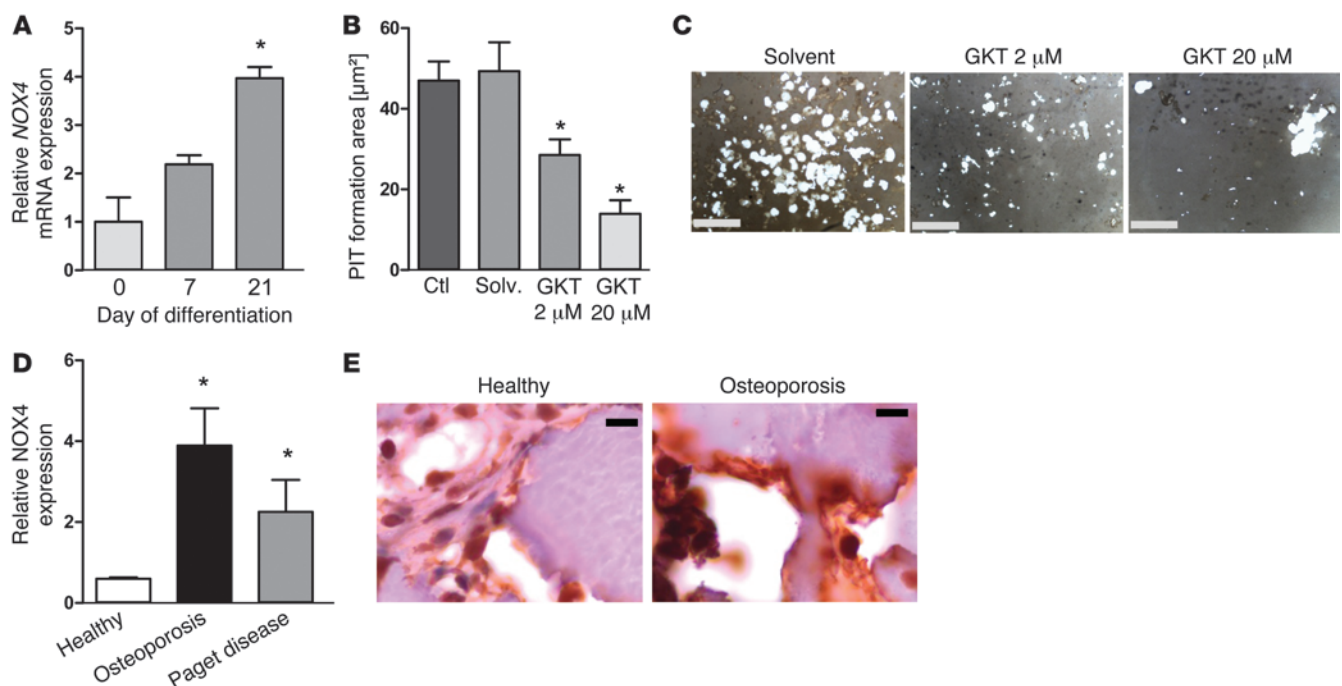 A
Relative NOX4
mRNA expression
5
4
3
2
1
0
0 7 21
Day of differentiation
*
B
PIT formation area [µm²]
60
40
20
0
Ctl Solv. GKT GKT
2 µM 20 µM
*
*
C
Solvent GKT 2 µM GKT 20 µM
D
Relative NOX4
expression
6
4
2
0
Healthy
Osteoporosis
Paget disease
*
*
E
Healthy Osteoporosis